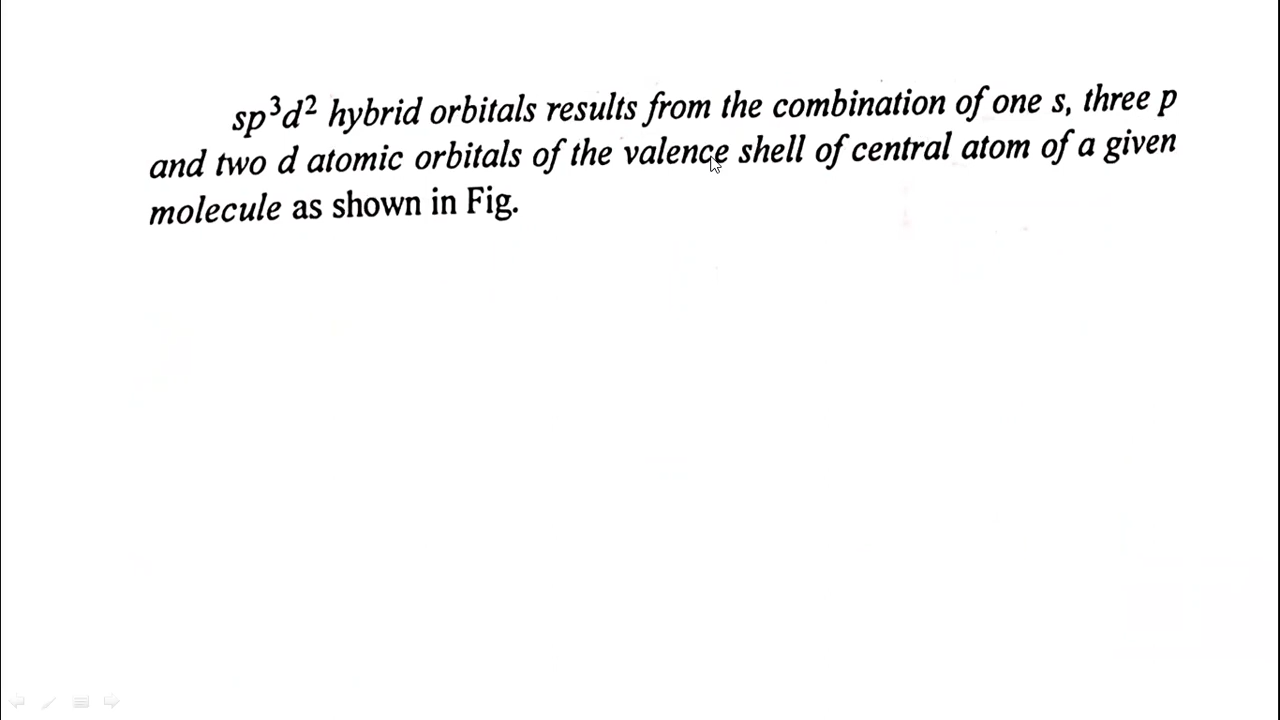 sp³d² hybrid orbitals results from the combination of one s, three p
and two d atomic orbitals of the valence shell of central atom of a given
molecule as shown in Fig.